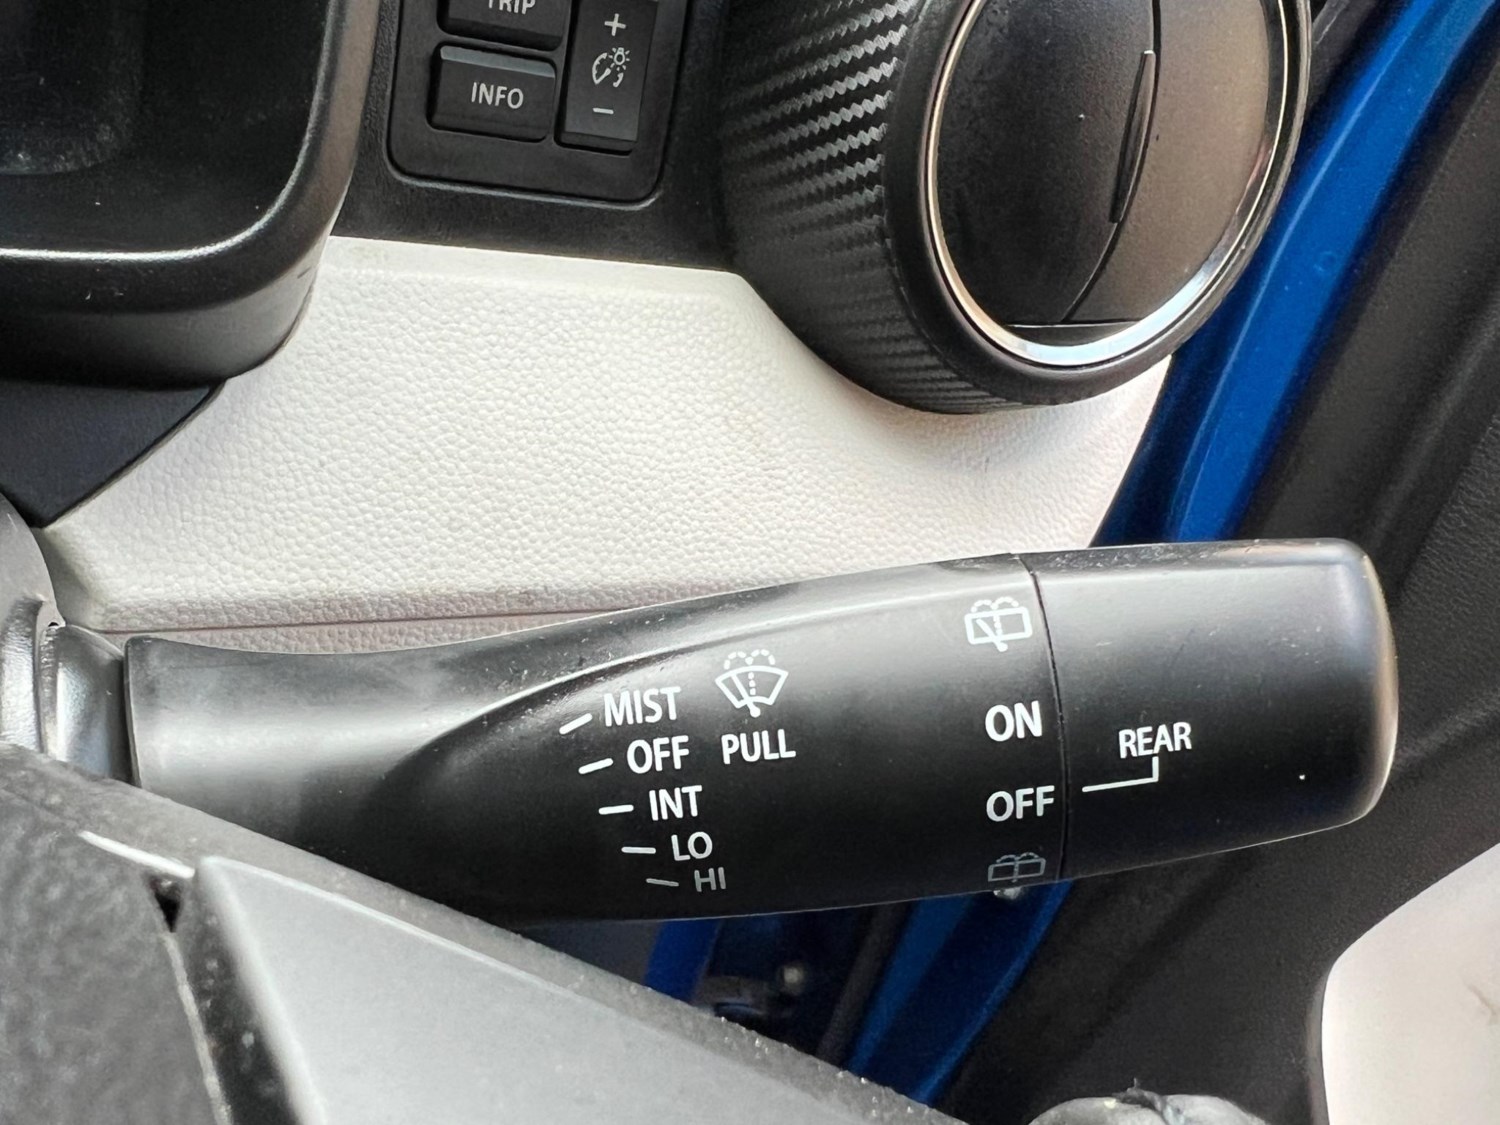 TRIP
INFO
+
−
MIST
OFF
PULL
INT
LO
HI
ON
OFF
REAR